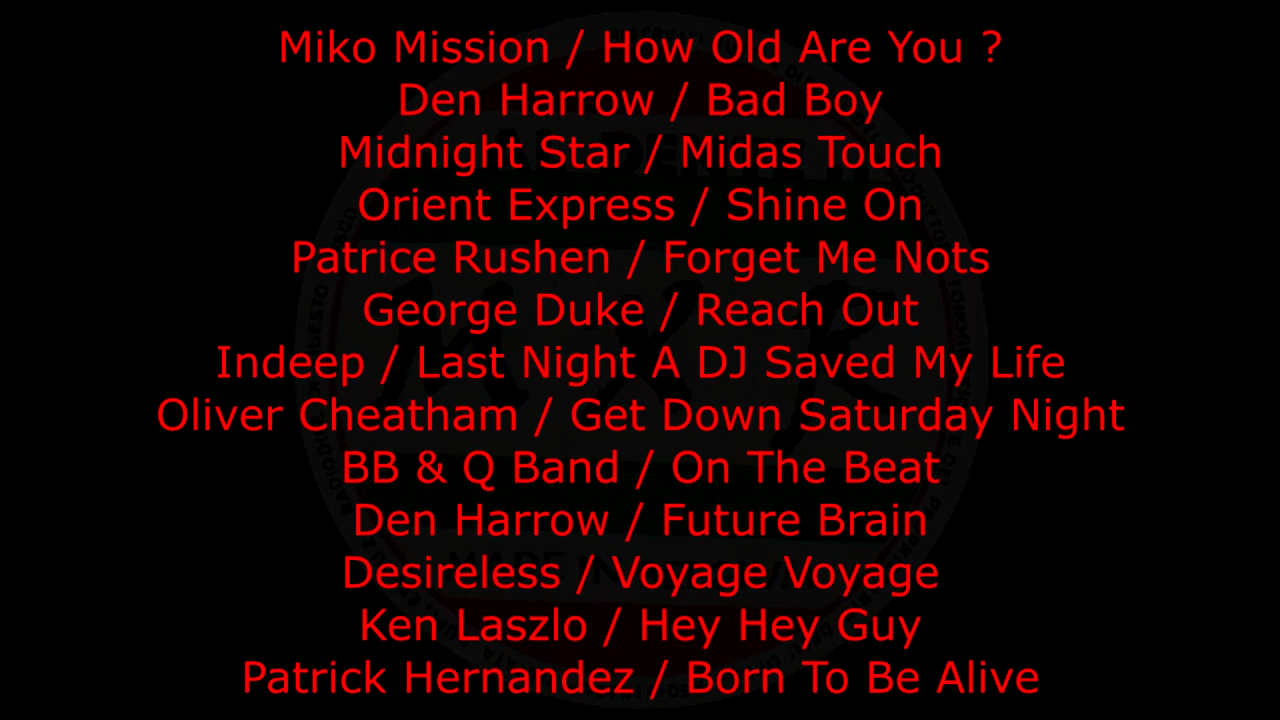 Miko Mission / How Old Are You ?
Den Harrow / Bad Boy
Midnight Star / Midas Touch
Orient Express / Shine On
Patrice Rushen / Forget Me Nots
George Duke / Reach Out
Indeep / Last Night A DJ Saved My Life
Oliver Cheatham / Get Down Saturday Night
BB & Q Band / On The Beat
Den Harrow / Future Brain
Desireless / Voyage Voyage
Ken Laszlo / Hey Hey Guy
Patrick Hernandez / Born To Be Alive